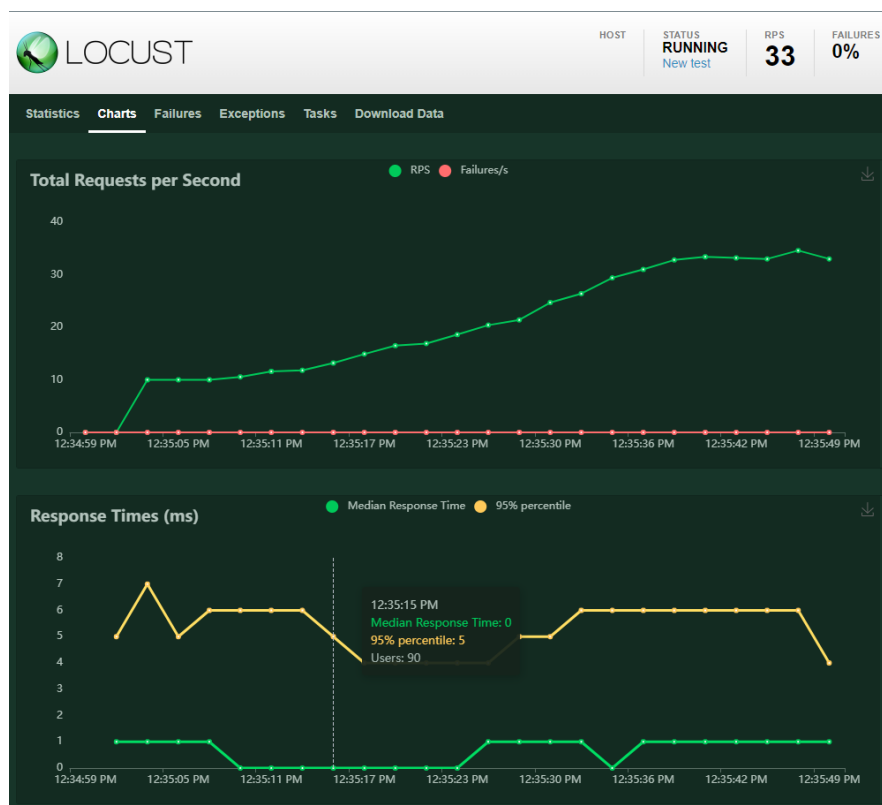 LOCUST
HOST
STATUS
RUNNING
New test
RPS
33
FAILURES
0%
Statistics Charts Failures Exceptions Tasks Download Data
Total Requests per Second
RPS Failures/s
40
30
20
10
0
12:34:59 PM 12:35:05 PM 12:35:11 PM 12:35:17 PM 12:35:23 PM 12:35:30 PM 12:35:36 PM 12:35:42 PM 12:35:49 PM
Response Times (ms)
Median Response Time 95% percentile
8
7
6
5
4
3
2
1
0
12:35:15 PM
Median Response Time: 0
95% percentile: 5
Users: 90
12:34:59 PM 12:35:05 PM 12:35:11 PM 12:35:17 PM 12:35:23 PM 12:35:30 PM 12:35:36 PM 12:35:42 PM 12:35:49 PM